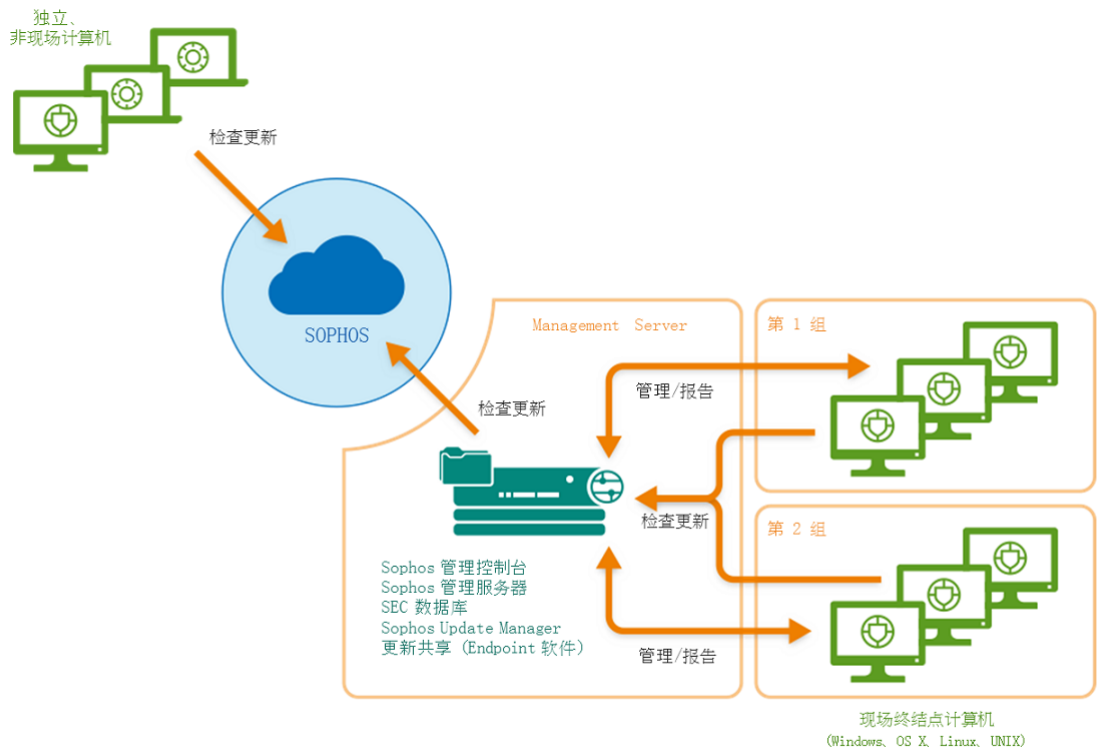 独立、
非现场计算机
检查更新
SOPHOS
Management Server
第 1 组
管理/报告
检查更新
检查更新
第 2 组
Sophos 管理控制台
Sophos 管理服务器
SEC 数据库
Sophos Update Manager
更新共享 (Endpoint 软件)
管理/报告
现场终结点计算机
(Windows、OS X、Linux、UNIX)